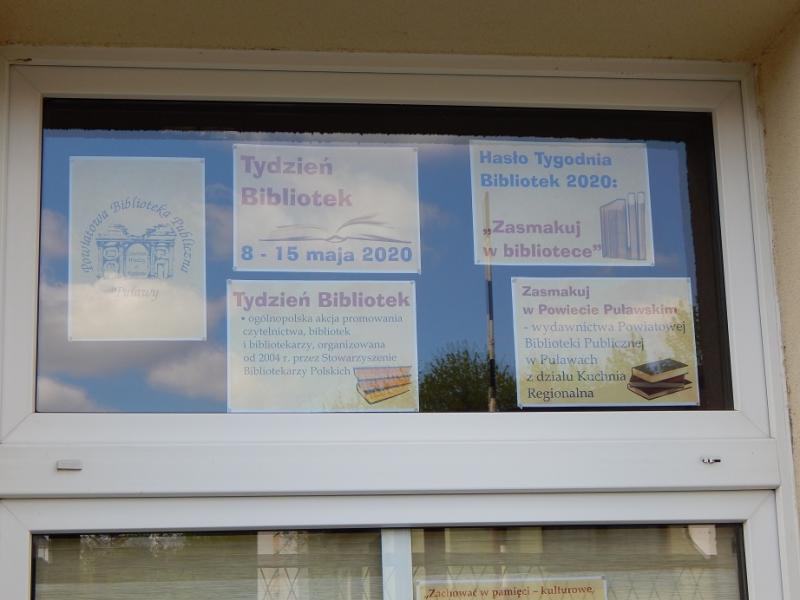 Powiatowa Biblioteka Publiczna
Puławy
Tydzień
Bibliotek
8 - 15 maja 2020
Hasło Tygodnia
Bibliotek 2020:
„Zasmakuj
w bibliotece”
Tydzień Bibliotek
• ogólnopolska akcja promowania
czytelnictwa, bibliotek
i bibliotekarzy, organizowana
od 2004 r. przez Stowarzyszenie
Bibliotekarzy Polskich
Zasmakuj
w Powiecie Puławskim
- wydawnictwa Powiatowej
Biblioteki Publicznej
w Puławach
z działu Kuchnia
Regionalna
„Zachować w pamięci – kulturowe,